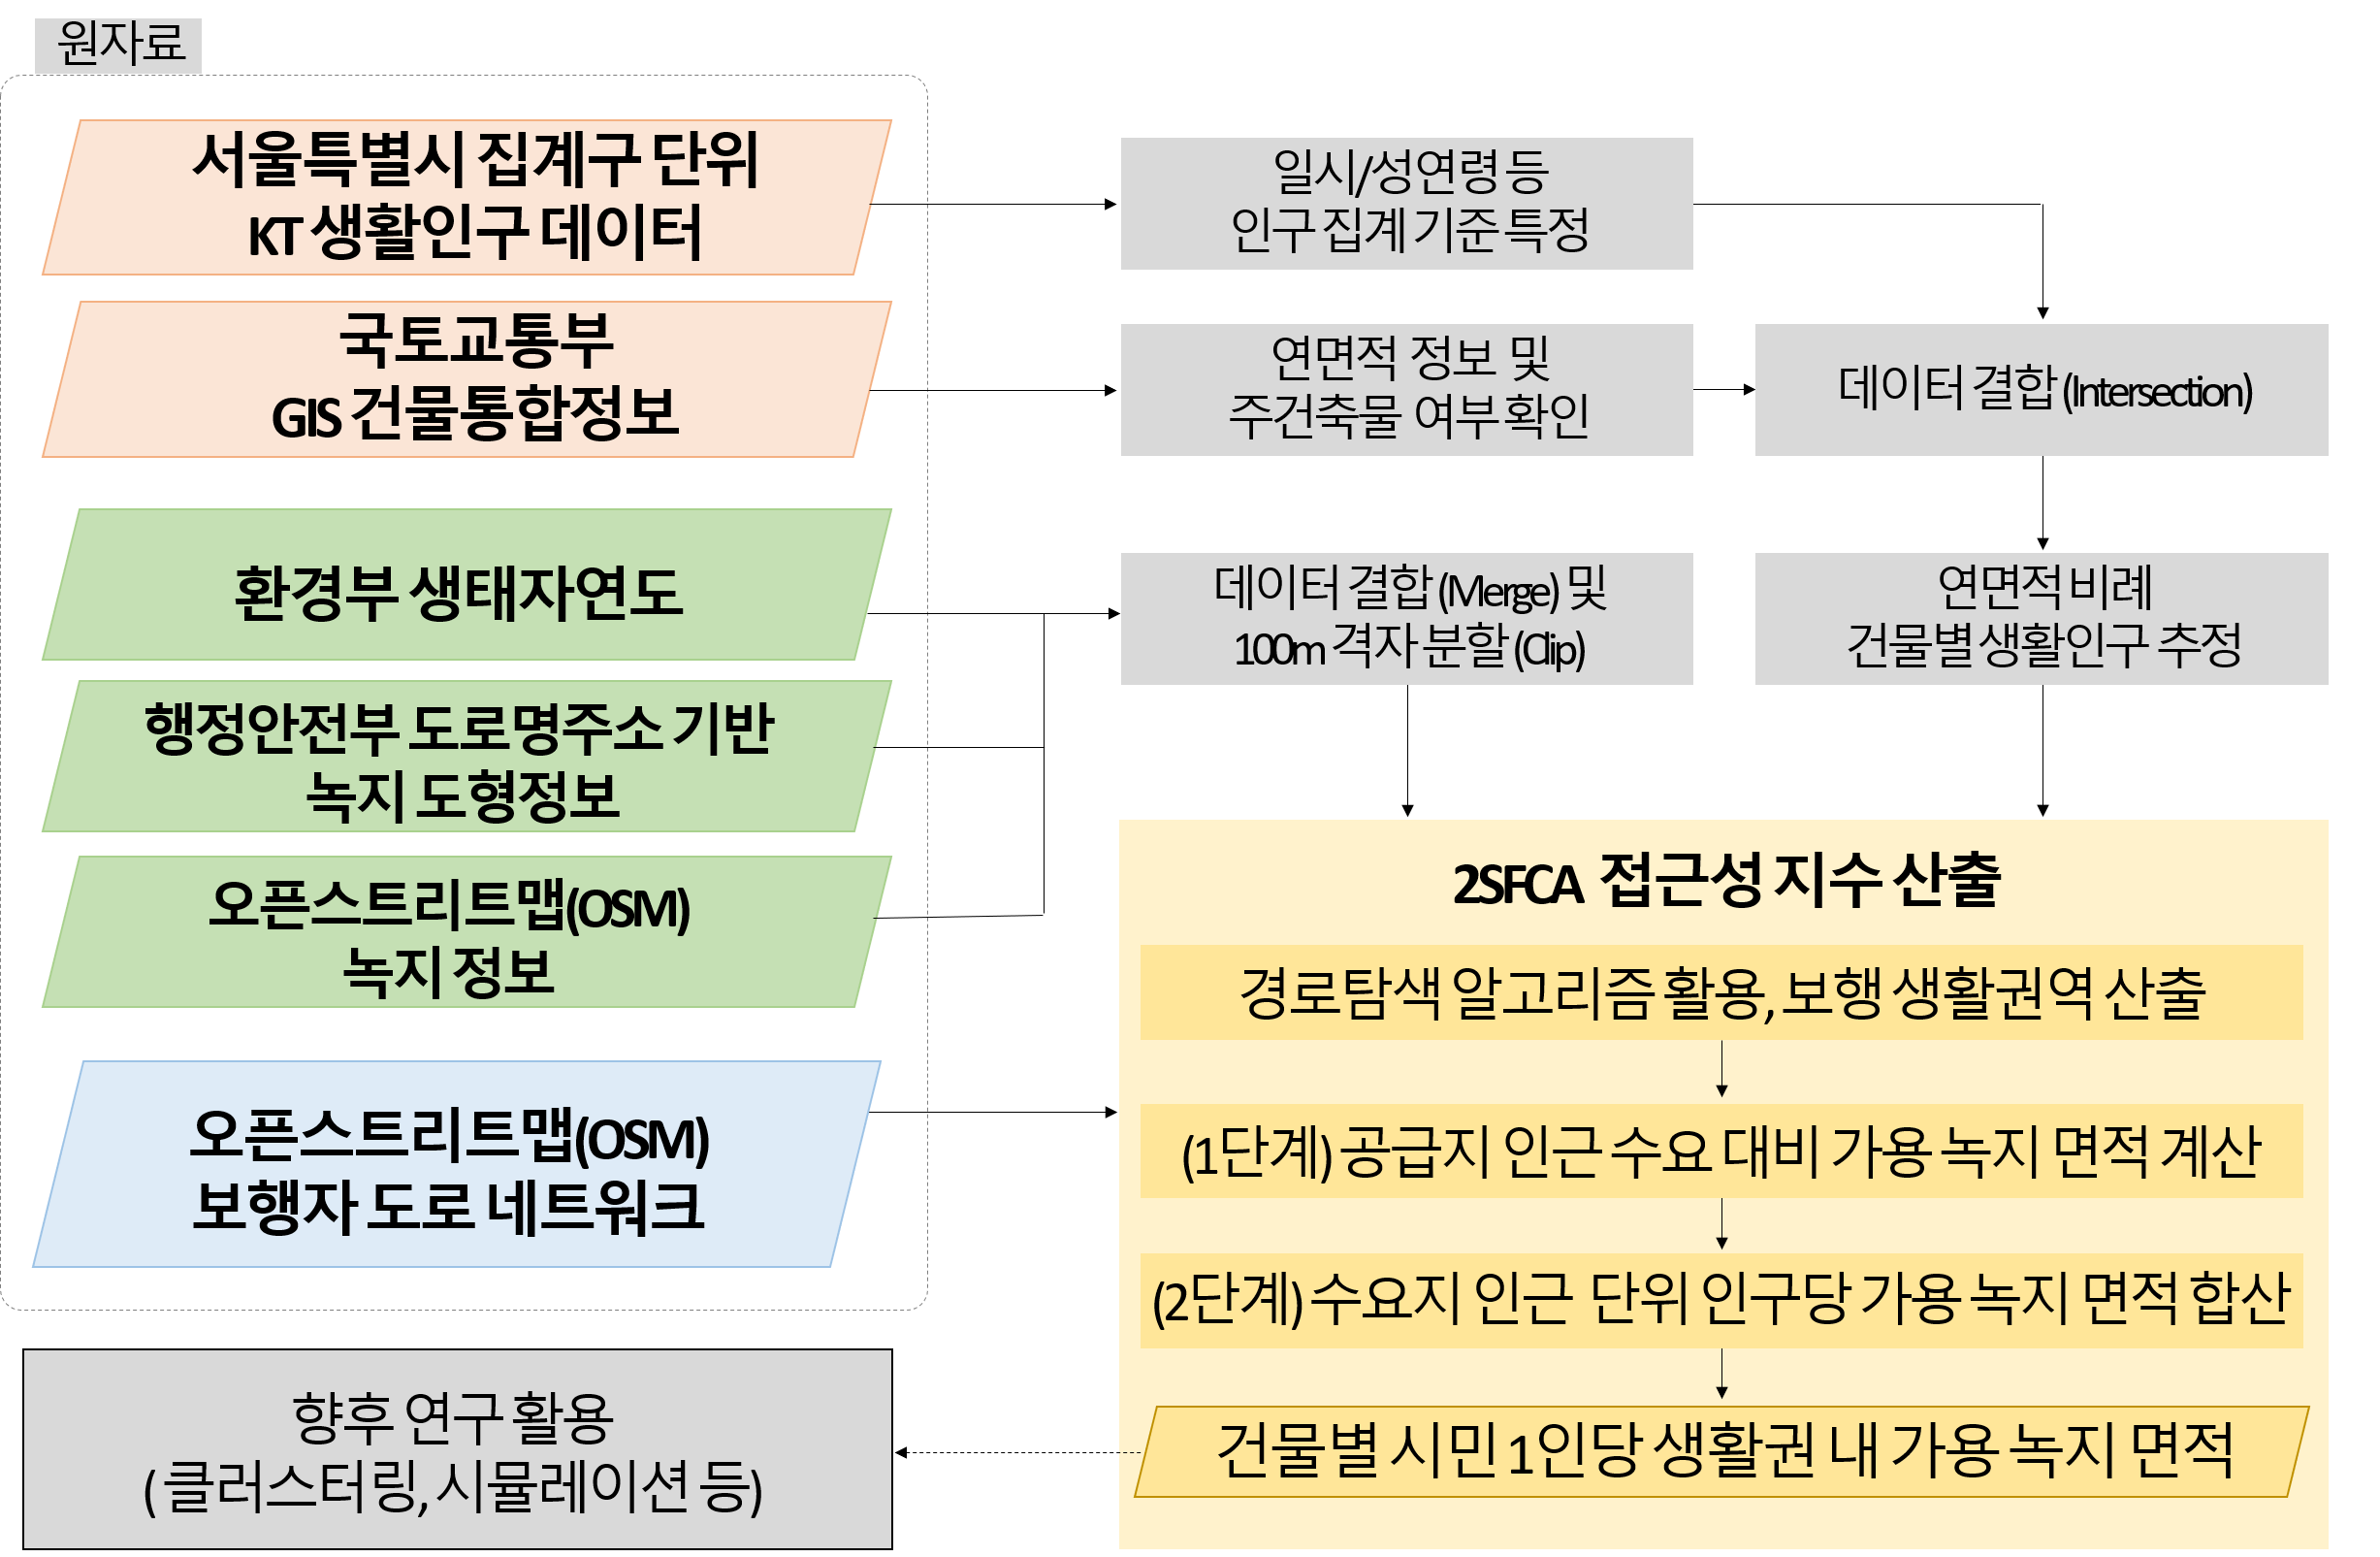 원자료
서울특별시 집계구 단위
KT 생활인구 데이터
국토교통부
GIS 건물통합정보
환경부 생태자연도
행정안전부 도로명주소 기반
녹지 도형정보
오픈스트리트맵(OSM)
녹지 정보
오픈스트리트맵(OSM)
보행자 도로 네트워크
일시/성연령 등
인구 집계 기준 특정
연면적 정보 및
주건축물 여부 확인
데이터 결합 (Intersection)
데이터 결합 (Merge) 및
100m 격자 분할 (Clip)
연면적 비례
건물별 생활인구 추정
2SFCA 접근성 지수 산출
경로탐색 알고리즘 활용, 보행 생활권역 산출
(1단계) 공급지 인근 수요 대비 가용 녹지 면적 계산
(2단계) 수요지 인근 단위 인구당 가용 녹지 면적 합산
건물별 시민 1인당 생활권 내 가용 녹지 면적
향후 연구 활용
( 클러스터링, 시뮬레이션 등)